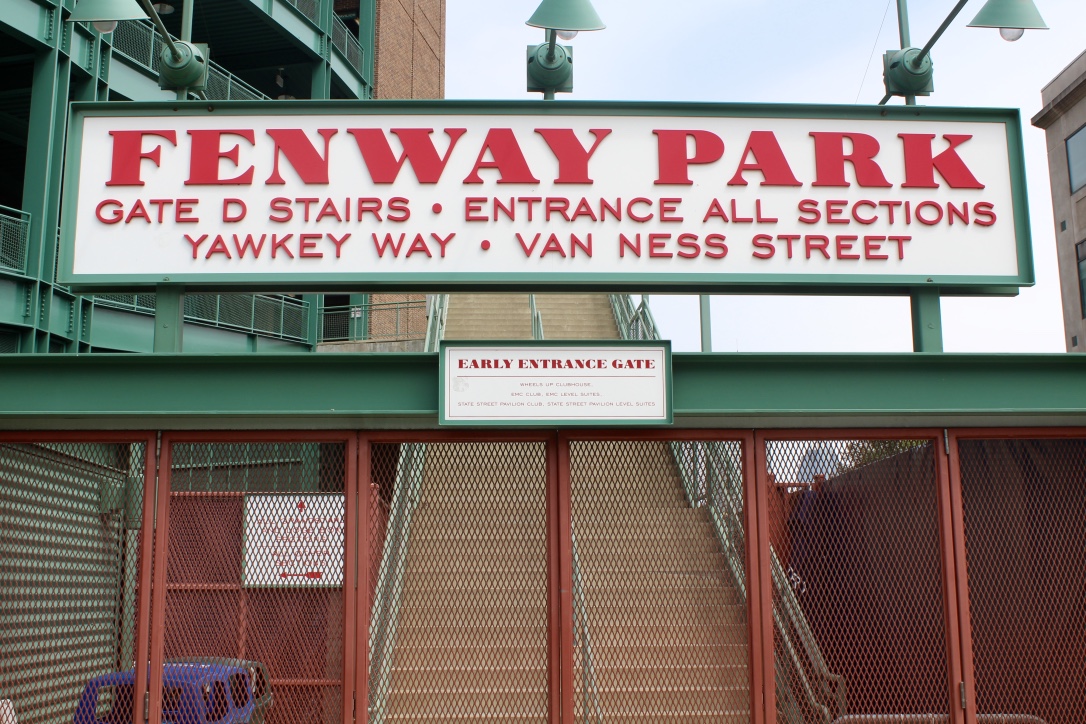 FENWAY PARK
GATE D STAIRS • ENTRANCE ALL SECTIONS
YAWKEY WAY • VAN NESS STREET
EARLY ENTRANCE GATE
WHEELS UP CLUBHOUSE,
EMC CLUB, EMC LEVEL SUITES,
STATE STREET PAVILION CLUB, STATE STREET PAVILION LEVEL SUITES